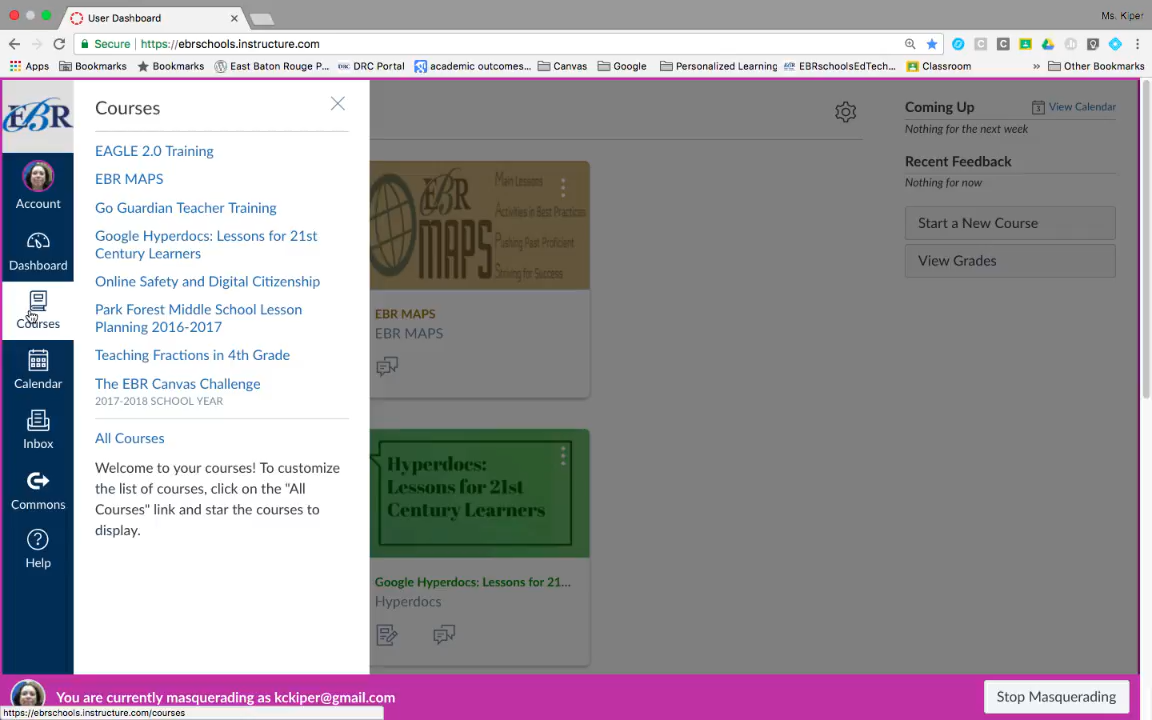 User Dashboard
Ms. Kiper
Secure
https://ebrschools.instructure.com
Apps
Bookmarks
Bookmarks
East Baton Rouge P...
DRC Portal
academic outcomes...
Canvas
Google
Personalized Learning
EBRschoolsEdTech...
Classroom
»
Other Bookmarks
EBR
Account
Dashboard
Courses
Calendar
Inbox
Commons
Help
Courses
EAGLE 2.0 Training
EBR MAPS
Go Guardian Teacher Training
Google Hyperdocs: Lessons for 21st
Century Learners
Online Safety and Digital Citizenship
Park Forest Middle School Lesson
Planning 2016-2017
Teaching Fractions in 4th Grade
The EBR Canvas Challenge
2017-2018 SCHOOL YEAR
All Courses
Welcome to your courses! To customize
the list of courses, click on the "All
Courses" link and star the courses to
display.
EBR
MAPS
Main Lessons
Activities in Best Practices
Pushing Past Proficient
Striving for Success
EBR MAPS
EBR MAPS
Hyperdocs:
Lessons for 21st
Century Learners
Google Hyperdocs: Lessons for 21...
Hyperdocs
Coming Up
View Calendar
Nothing for the next week
Recent Feedback
Nothing for now
Start a New Course
View Grades
You are currently masquerading as kckiper@gmail.com
Stop Masquerading
https://ebrschools.instructure.com/courses